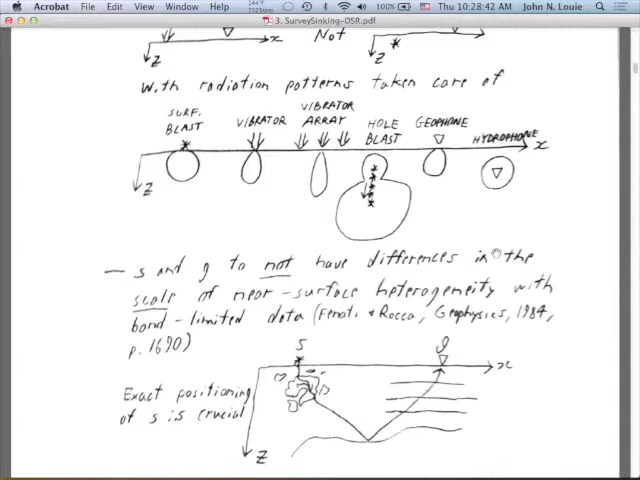 Acrobat File Edit View Window Help 144°F 2525rpm 100% Thu 10:28:42 AM John N. Louie
3. SurveySinking-DSR.pdf
x Not
z z
With radiation patterns taken care of
SURF. BLAST VIBRATOR VIBRATOR ARRAY HOLE BLAST GEOPHONE HYDROPHONE x
z
— s and g to not have differences in the
scale of near-surface heterogeneity with
band-limited data (Fenati & Rocca, Geophysics, 1984,
p. 1690)
s g
x
Exact positioning
of s is crucial
z